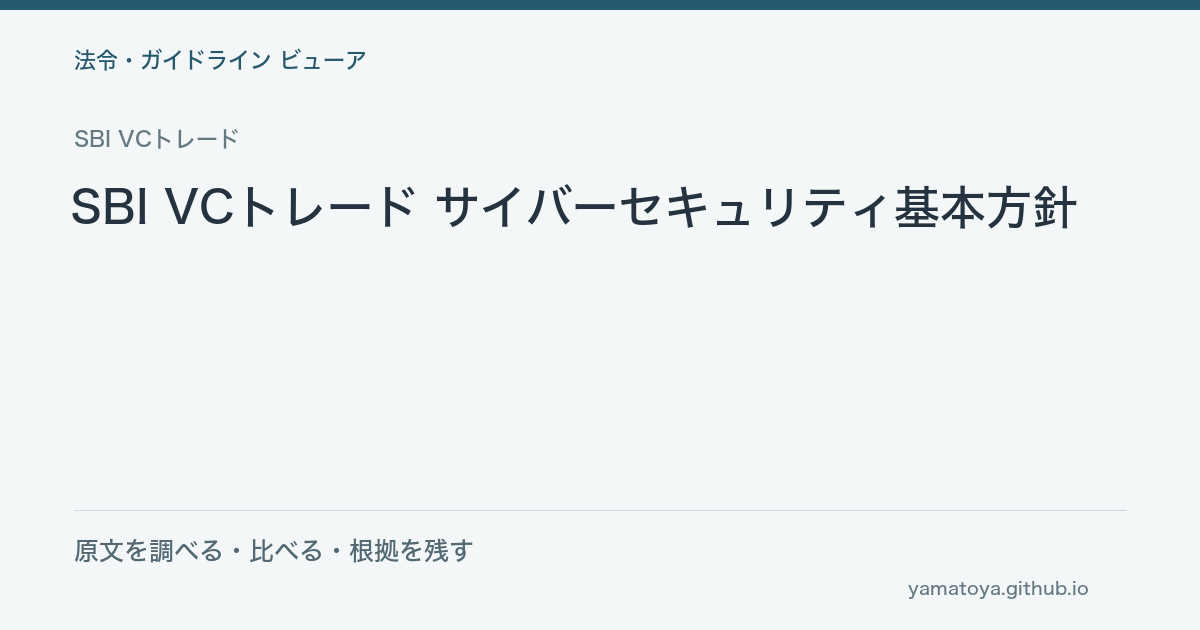 法令・ガイドライン ビューア
SBI VCトレード
SBI VCトレード サイバーセキュリティ基本方針
原文を調べる・比べる・根拠を残す
yamatoya.github.io